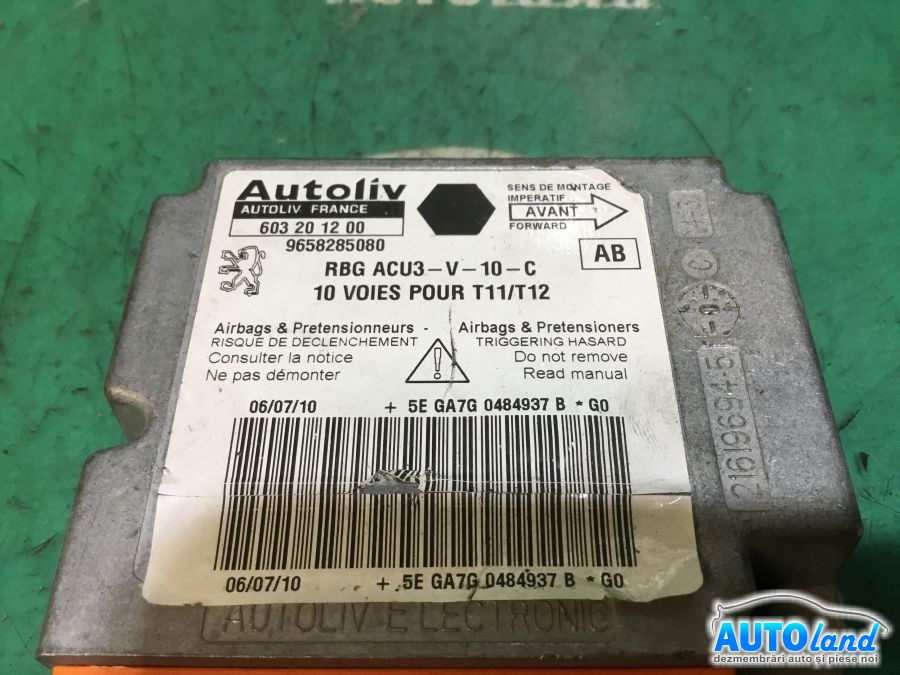 Autoliv
AUTOLIV FRANCE
603 20 12 00
9658285080
SENS DE MONTAGE
IMPERATIF
AVANT
FORWARD
AB
RBG ACU3-V-10-C
10 VOIES POUR T11/T12
Airbags & Pretensionneurs -
RISQUE DE DECLENCHEMENT
Consulter la notice
Ne pas démonter
Airbags & Pretensioners
TRIGGERING HASARD
Do not remove
Read manual
06/07/10 + 5E GA7G 0484937 B * G0
06/07/10 + 5E GA7G 0484937 B * G0
AUTOLIV ELECTRONIC
21619694-5
AUTOland
dezmembrări auto și piese noi